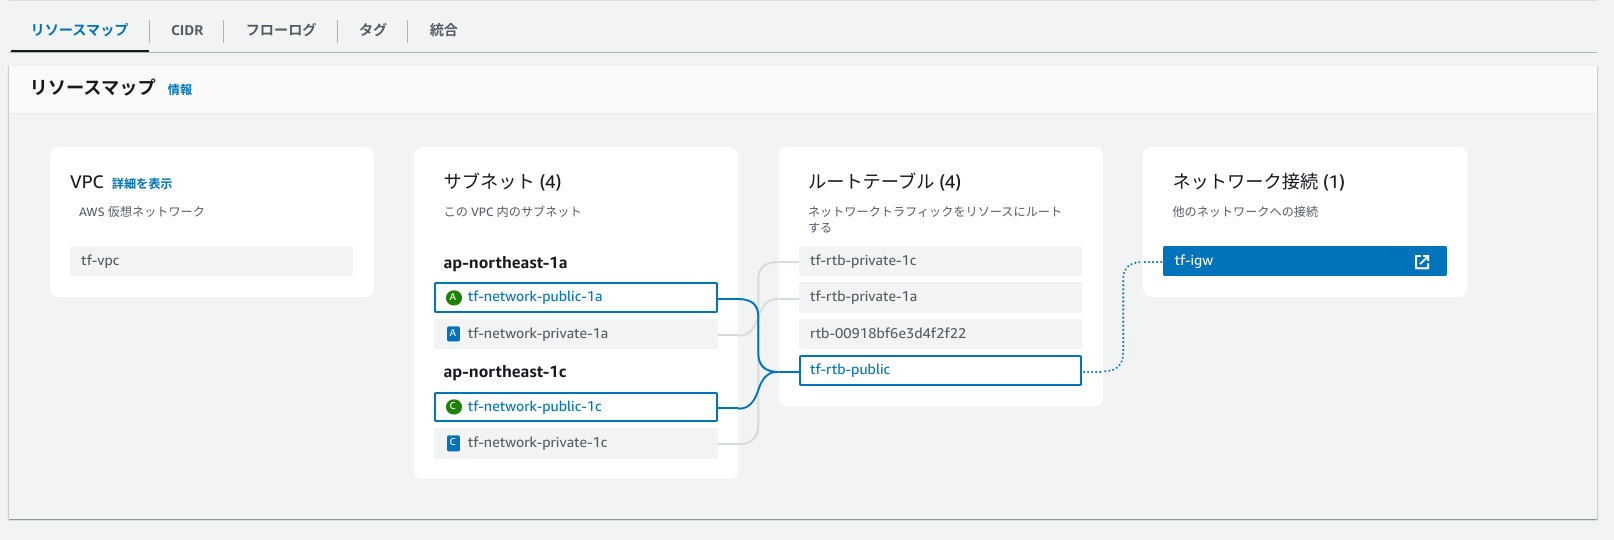 リソースマップ
CIDR
フローログ
タグ
統合
リソースマップ 情報
VPC 詳細を表示
AWS 仮想ネットワーク
tf-vpc
サブネット (4)
この VPC 内のサブネット
ap-northeast-1a
A tf-network-public-1a
A tf-network-private-1a
ap-northeast-1c
C tf-network-public-1c
C tf-network-private-1c
ルートテーブル (4)
ネットワークトラフィックをリソースにルート
する
tf-rtb-private-1c
tf-rtb-private-1a
rtb-00918bf6e3d4f2f22
tf-rtb-public
ネットワーク接続 (1)
他のネットワークへの接続
tf-igw